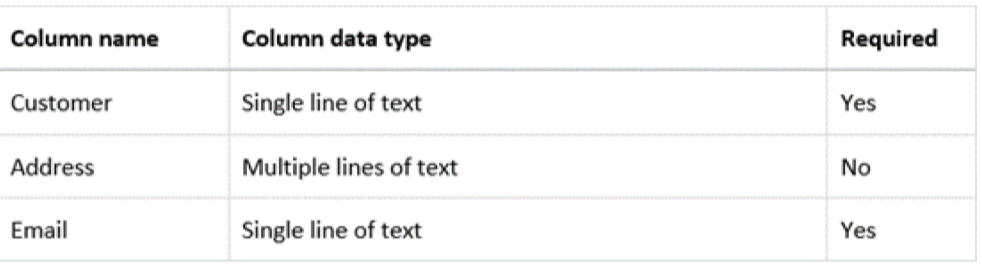 Column name Column data type Required
Customer Single line of text Yes
Address Multiple lines of text No
Email Single line of text Yes